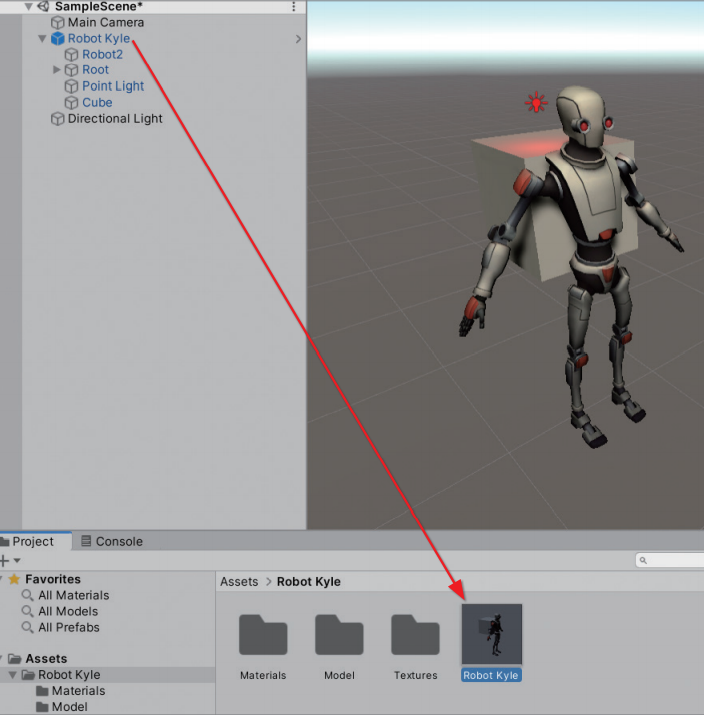 SampleScene*
Main Camera
Robot Kyle
Robot2
Root
Point Light
Cube
Directional Light
Project
Console
Favorites
All Materials
All Models
All Prefabs
Assets
Robot Kyle
Materials
Model
Assets > Robot Kyle
Materials
Model
Textures
Robot Kyle